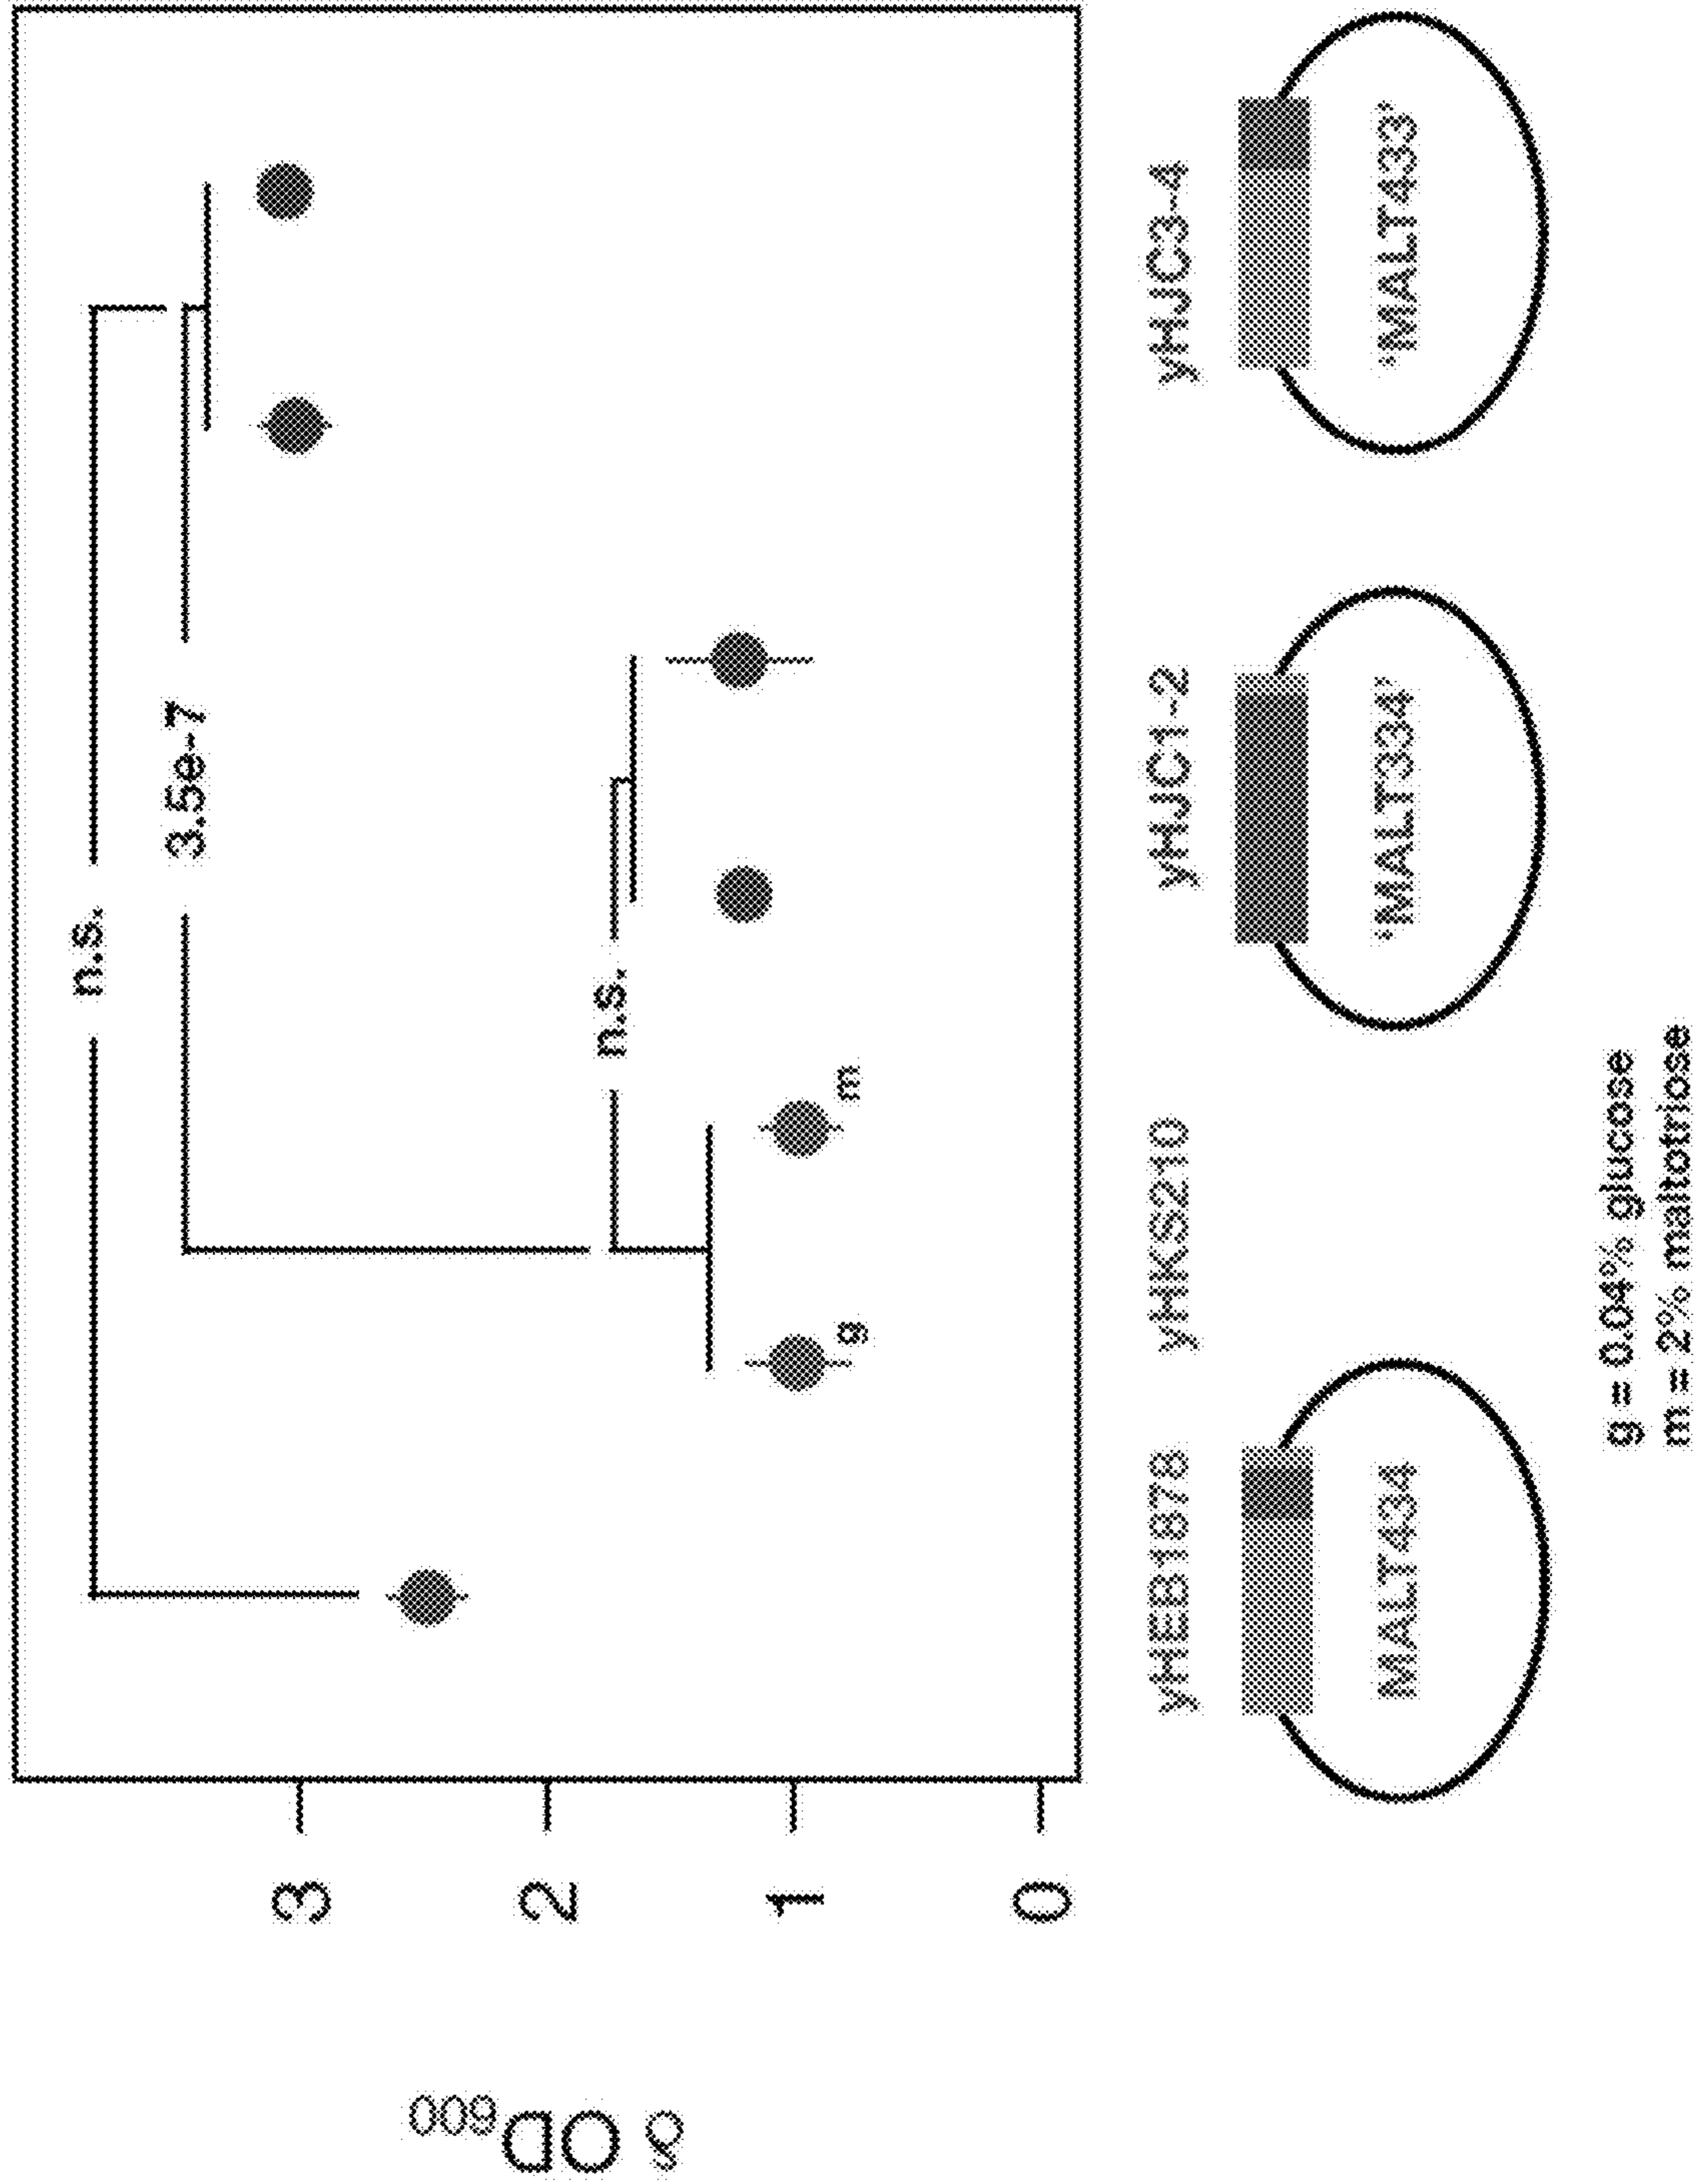 n.s.
3.5e-7
3
OD600
2
n.s.
1
g
m
0
yHEB1878 yHKS210 yHJC1-2 yHJC3-4
MALT434 ‘MALT334’ ‘MALT433’
g = 0.04% glucose
m = 2% maltotriose